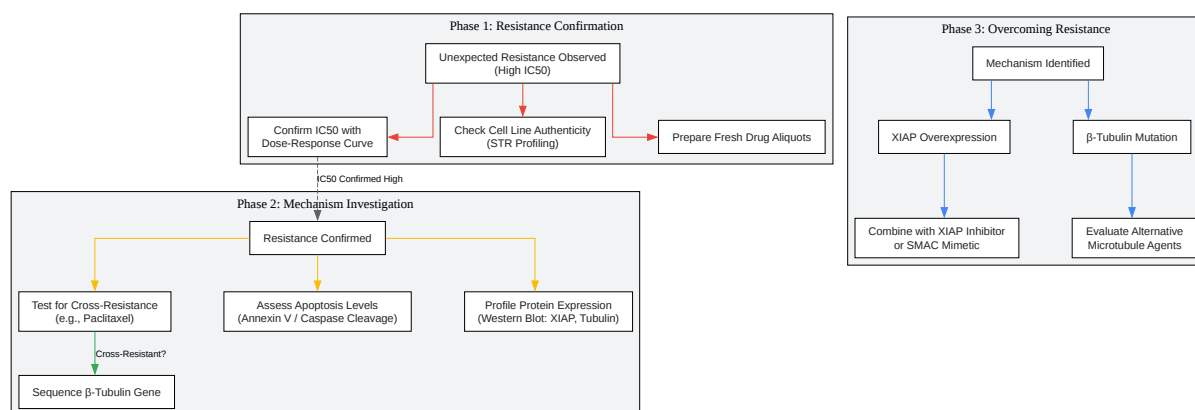 Phase 1: Resistance Confirmation
Unexpected Resistance Observed
(High IC50)
Confirm IC50 with
Dose-Response Curve
Check Cell Line Authenticity
(STR Profiling)
Prepare Fresh Drug Aliquots
IC50 Confirmed High
Phase 2: Mechanism Investigation
Resistance Confirmed
Test for Cross-Resistance
(e.g., Paclitaxel)
Assess Apoptosis Levels
(Annexin V / Caspase Cleavage)
Profile Protein Expression
(Western Blot: XIAP, Tubulin)
Cross-Resistant?
Sequence β-Tubulin Gene
Phase 3: Overcoming Resistance
Mechanism Identified
XIAP Overexpression
β-Tubulin Mutation
Combine with XIAP Inhibitor
or SMAC Mimetic
Evaluate Alternative
Microtubule Agents